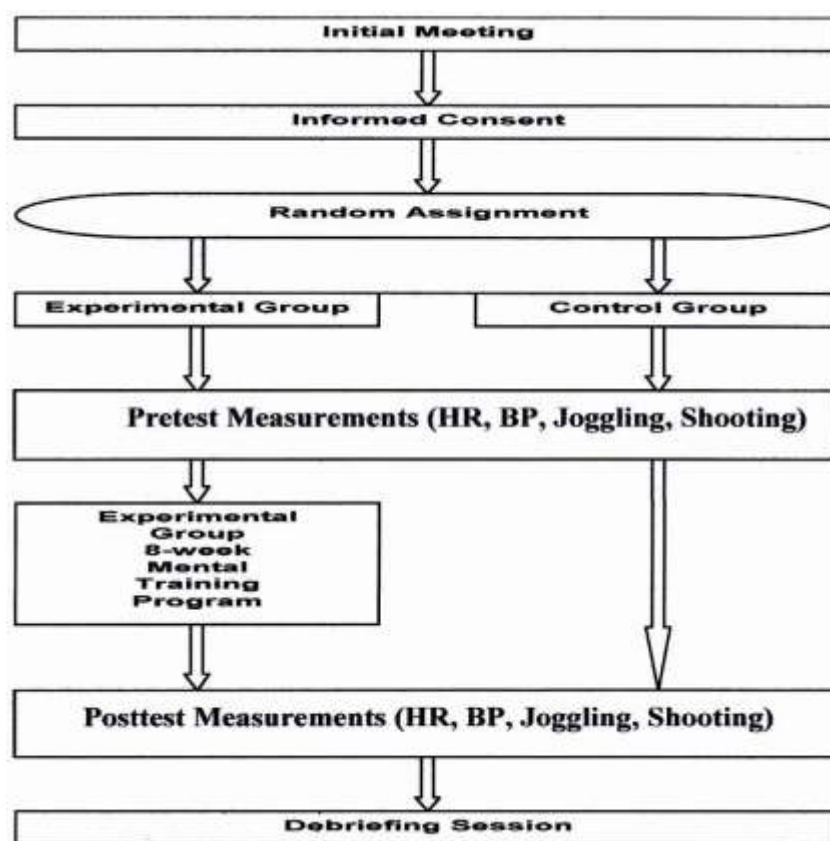 Initial Meeting
Informed Consent
Random Assignment
Experimental Group
Control Group
Pretest Measurements (HR, BP, Joggling, Shooting)
Experimental
Group
8-week
Mental
Training
Program
Posttest Measurements (HR, BP, Joggling, Shooting)
Debriefing Session